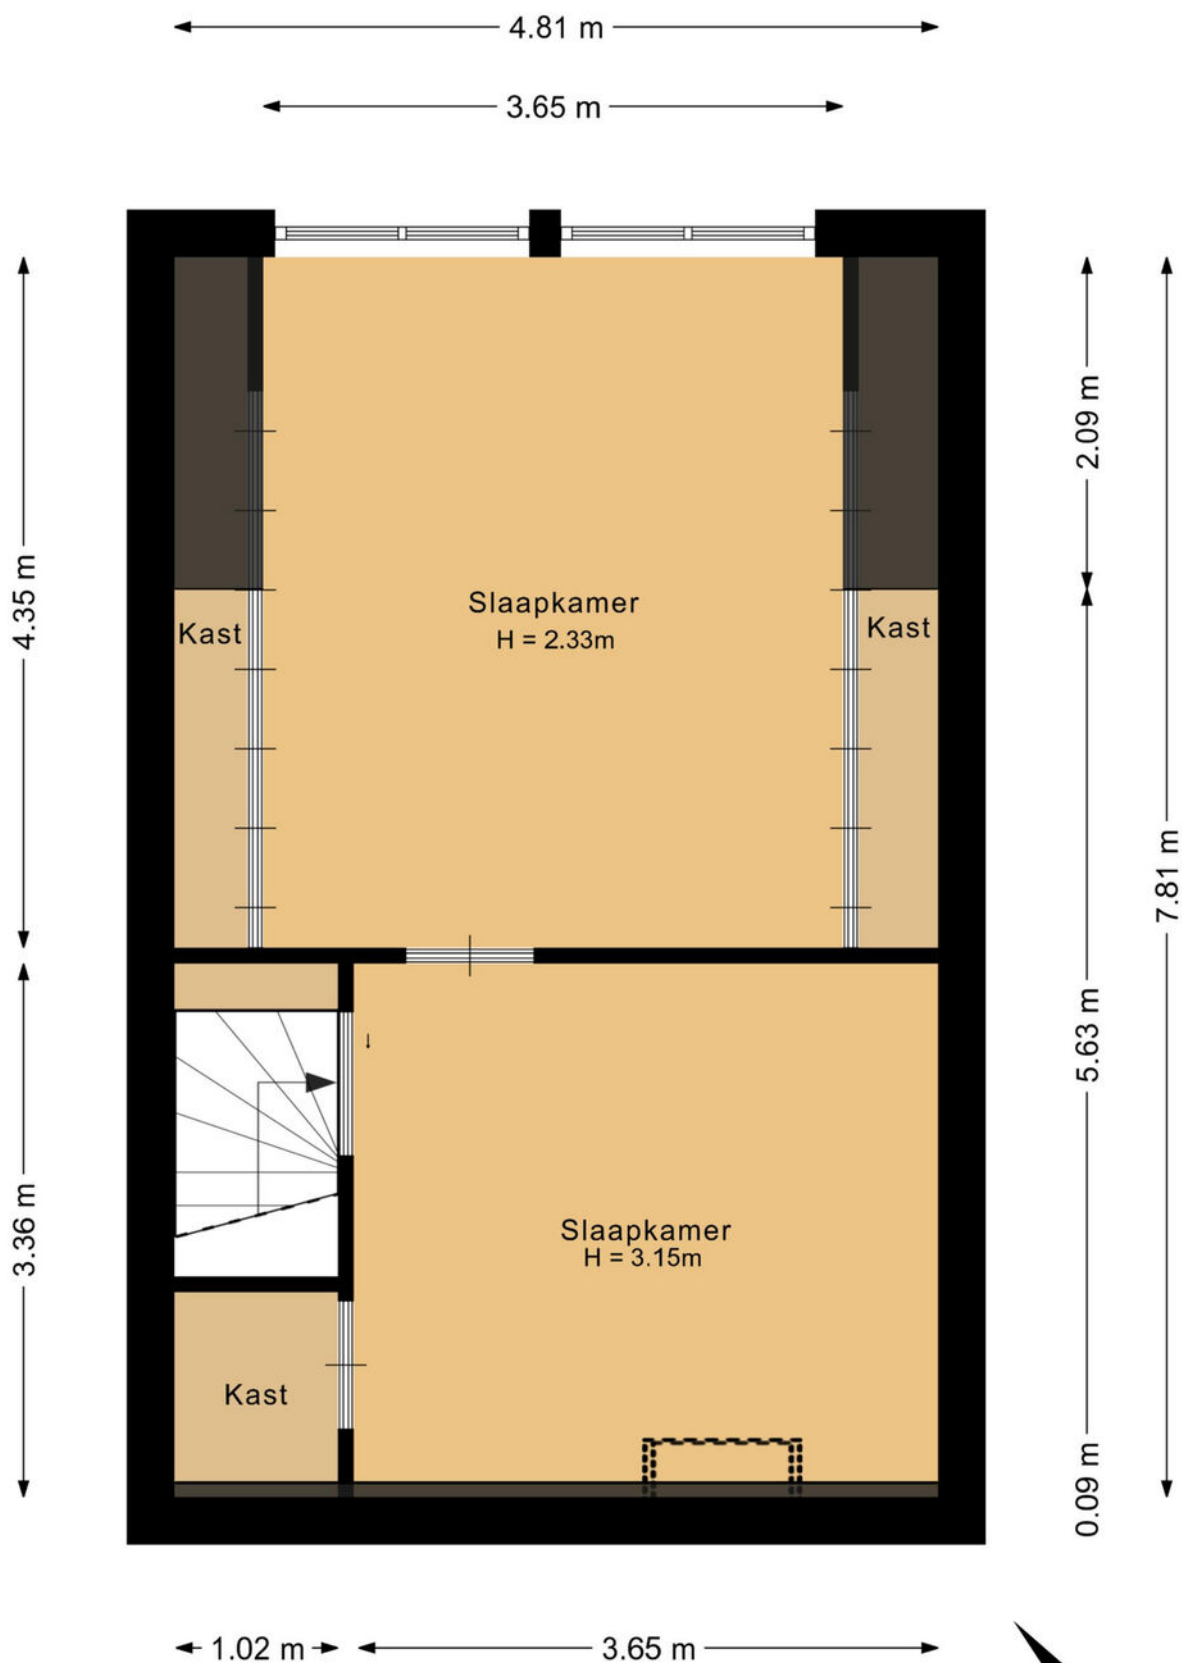 4.81 m
3.65 m
4.35 m
2.09 m
Slaapkamer
H = 2.33m
Kast
Kast
7.81 m
5.63 m
3.36 m
Slaapkamer
H = 3.15m
Kast
0.09 m
1.02 m
3.65 m